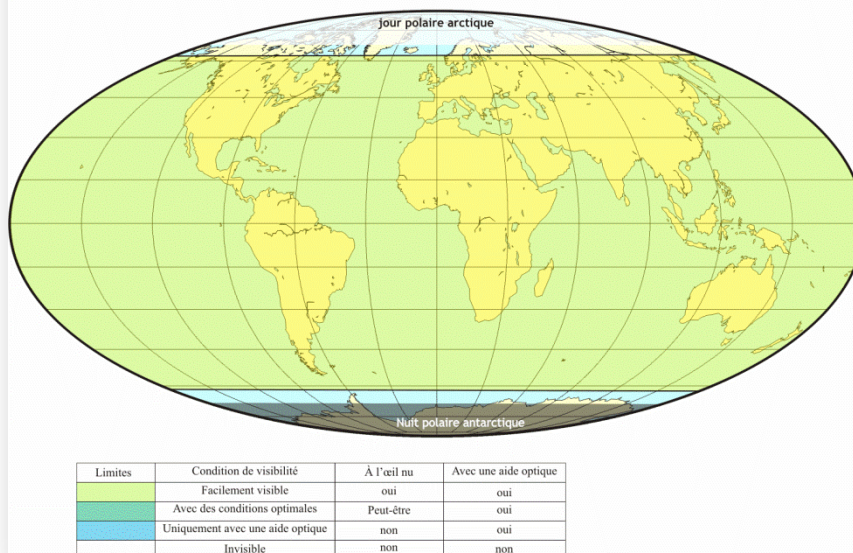 jour polaire arctique
Nuit polaire antarctique
Limites Condition de visibilité À l'œil nu Avec une aide optique
Facilement visible oui oui
Avec des conditions optimales Peut-être oui
Uniquement avec une aide optique non oui
Invisible non non